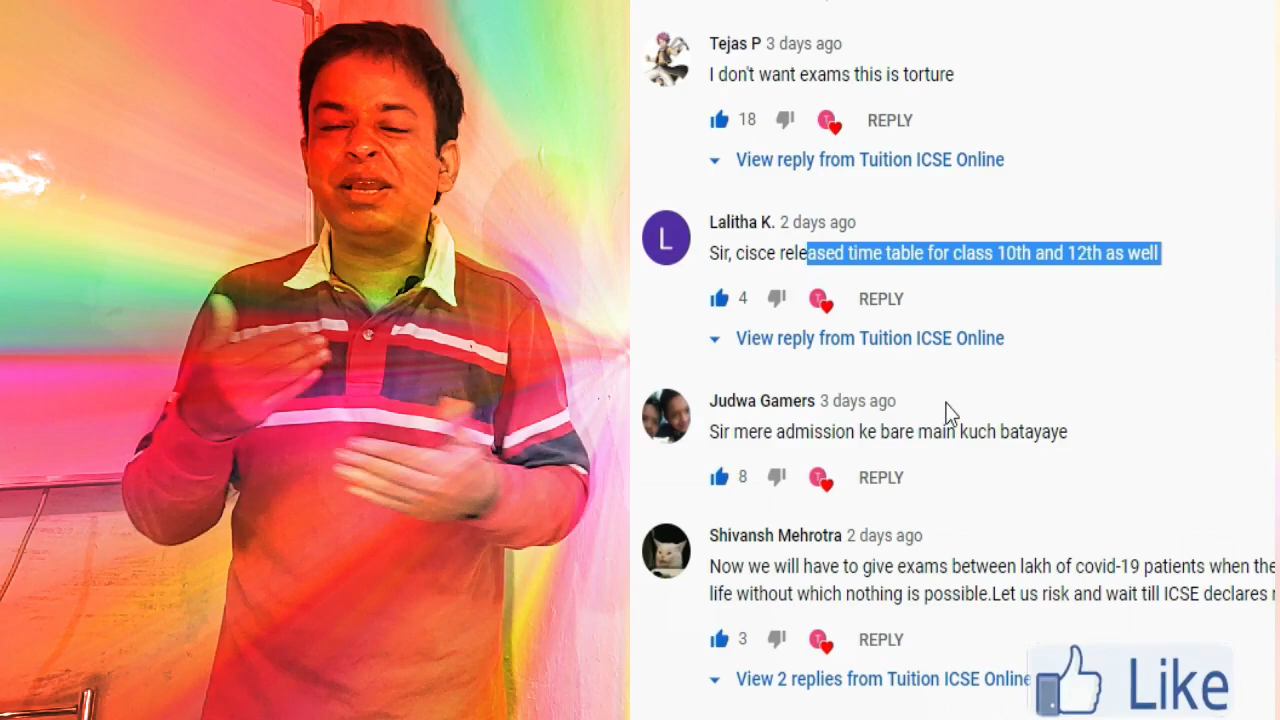 Tejas P 3 days ago
I don't want exams this is torture
18 REPLY
View reply from Tuition ICSE Online
L
Lalitha K. 2 days ago
Sir, cisce released time table for class 10th and 12th as well
4 REPLY
View reply from Tuition ICSE Online
Judwa Gamers 3 days ago
Sir mere admission ke bare main kuch batayaye
8 REPLY
Shivansh Mehrotra 2 days ago
Now we will have to give exams between lakh of covid-19 patients when the
life without which nothing is possible.Let us risk and wait till ICSE declares
3 REPLY
View 2 replies from Tuition ICSE Online
Like